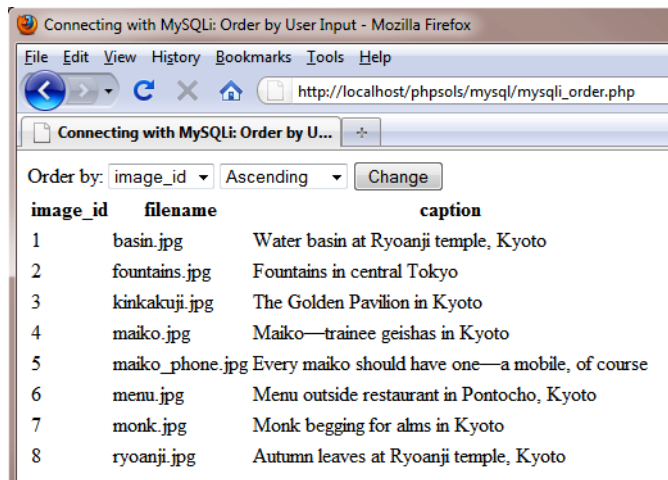 Connecting with MySQLi: Order by User Input - Mozilla Firefox
File Edit View History Bookmarks Tools Help
http://localhost/phpsols/mysql/mysqli_order.php
Connecting with MySQLi: Order by U...
Order by: image_id Ascending Change
image_id filename caption
1 basin.jpg Water basin at Ryoanji temple, Kyoto
2 fountains.jpg Fountains in central Tokyo
3 kinkakuji.jpg The Golden Pavilion in Kyoto
4 maiko.jpg Maiko—trainee geishas in Kyoto
5 maiko_phone.jpg Every maiko should have one—a mobile, of course
6 menu.jpg Menu outside restaurant in Pontocho, Kyoto
7 monk.jpg Monk begging for alms in Kyoto
8 ryoanji.jpg Autumn leaves at Ryoanji temple, Kyoto